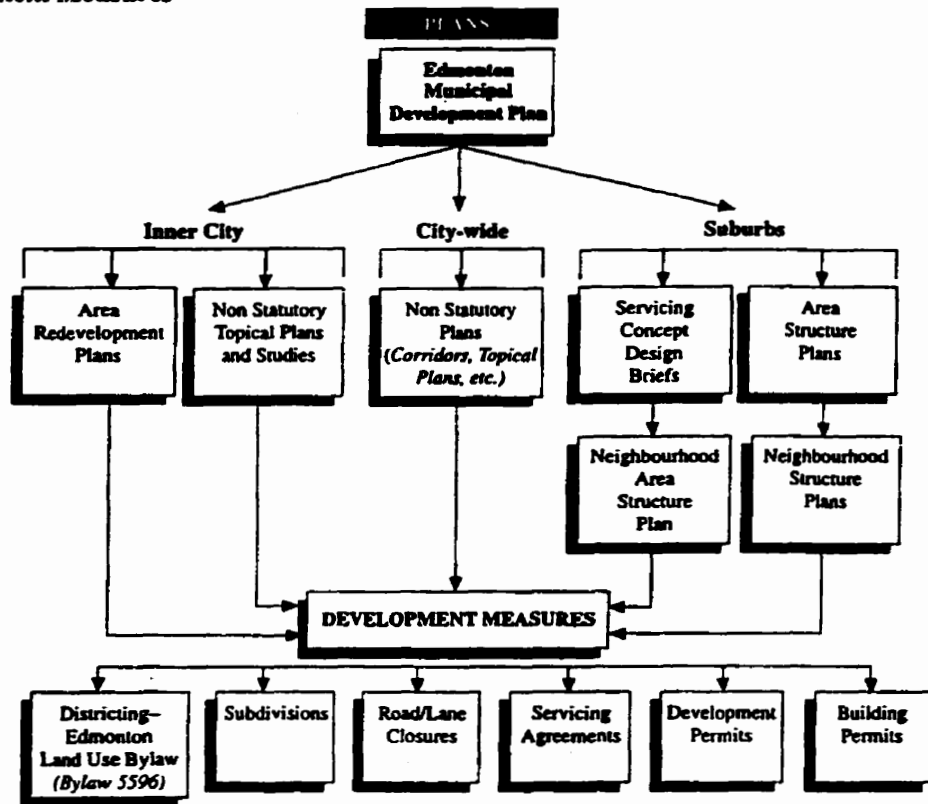 PLANS
Edmonton
Municipal
Development Plan
Inner City
City-wide
Suburbs
Area
Redevelopment
Plans
Non Statutory
Topical Plans
and Studies
Non Statutory
Plans
(Corridors, Topical
Plans, etc.)
Servicing
Concept
Design
Briefs
Area
Structure
Plans
Neighbourhood
Area
Structure
Plan
Neighbourhood
Structure
Plans
DEVELOPMENT MEASURES
Districting–
Edmonton
Land Use Bylaw
(Bylaw 5596)
Subdivisions
Road/Lane
Closures
Servicing
Agreements
Development
Permits
Building
Permits